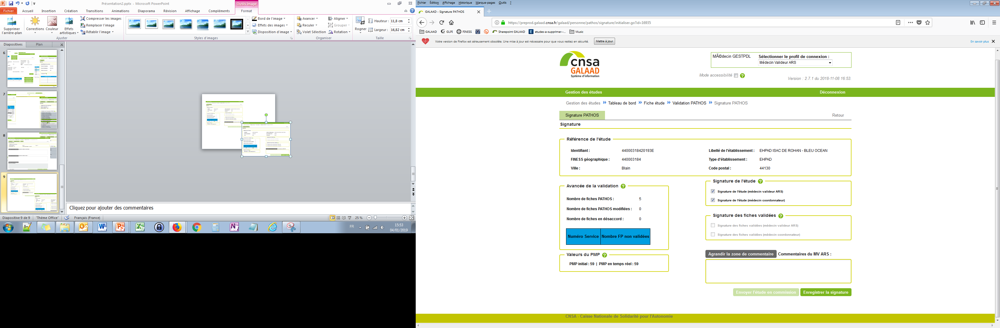 Présentation2.pptx - Microsoft PowerPoint
Outils Image
Fichier Accueil Insertion Création Transitions Animations Diaporama Révision Affichage Compléments Format
Supprimer l'arrière-plan
Corrections
Couleur
Effets artistiques
Compresser les images
Remplacer l'image
Rétablir l'image
Ajuster
Styles d'images
Bord de l'image
Effets des images
Disposition d'image
Avancer
Reculer
Volet Sélection
Aligner
Grouper
Rotation
Organiser
Rogner
Hauteur : 11,8 cm
Largeur : 16,82 cm
Taille
Diapositives Plan
6
7
8
9
Cliquez pour ajouter des commentaires
Diapositive 9 de 9 "Thème Office" Français (France) 25 %
FR
15:53
04/01/2019
Fichier Édition Affichage Historique Marque-pages Outils ?
GALAAD - Signature PATHOS
https://preprod.galaad.cnsa.fr/galaad/personne/pathos/signature/initialiser.go?id=16935
GALAAD GLPI FINESS Sharepoint GALAAD etudes-a-supprimer--... Music
Votre version de Firefox est sérieusement obsolète. Une mise à jour est nécessaire pour que vous restiez en sécurité. Mettre à jour
En savoir plus
cnsa
GALAAD
Système d'information
MÃ©decin GESTPDL Sélectionner le profil de connexion :
Médecin Valideur ARS
Mode accessibilité
Version : 2.7.1 du 2018-11-08 16:53.
Gestion des études Déconnexion
Gestion des études Tableau de bord Fiche étude Validation PATHOS Signature PATHOS
Signature PATHOS Retour
Signature
Référence de l'étude
Identifiant : 44000318420193E Libellé de l'établissement : EHPAD ISAC DE ROHAN - BLEU OCEAN
FINESS géographique : 440003184 Type d'établissement : EHPAD
Ville : Blain Code postal : 44130
Avancée de la validation
Nombre de fiches PATHOS : 5
Nombre de fiches PATHOS modifiées : 0
Nombre de fiches en désaccord : 0
Numéro Service Nombre FP non validées
Valeurs du PMP
PMP initial : 59 | PMP en temps réel : 59
Signature de l'étude
Signature de l'étude (médecin valideur ARS)
Signature de l'étude (médecin coordonnateur)
Signature des fiches validées
Signature des fiches validées (médecin valideur ARS)
Signature des fiches validées (médecin coordonnateur)
Agrandir la zone de commentaire Commentaires du MV ARS :
Envoyer l'étude en commission Enregistrer la signature
CNSA - Caisse Nationale de Solidarité pour l'Autonomie